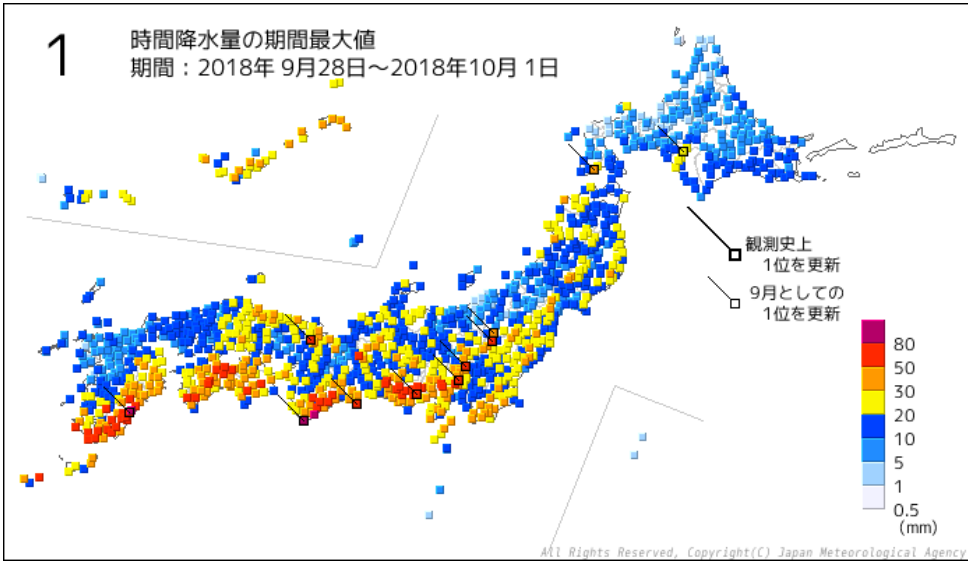 1
時間降水量の期間最大値
期間：2018年 9月28日～2018年10月 1日
観測史上
1位を更新
9月としての
1位を更新
80
50
30
20
10
5
1
0.5
(mm)
All Rights Reserved, Copyright(C) Japan Meteorological Agency